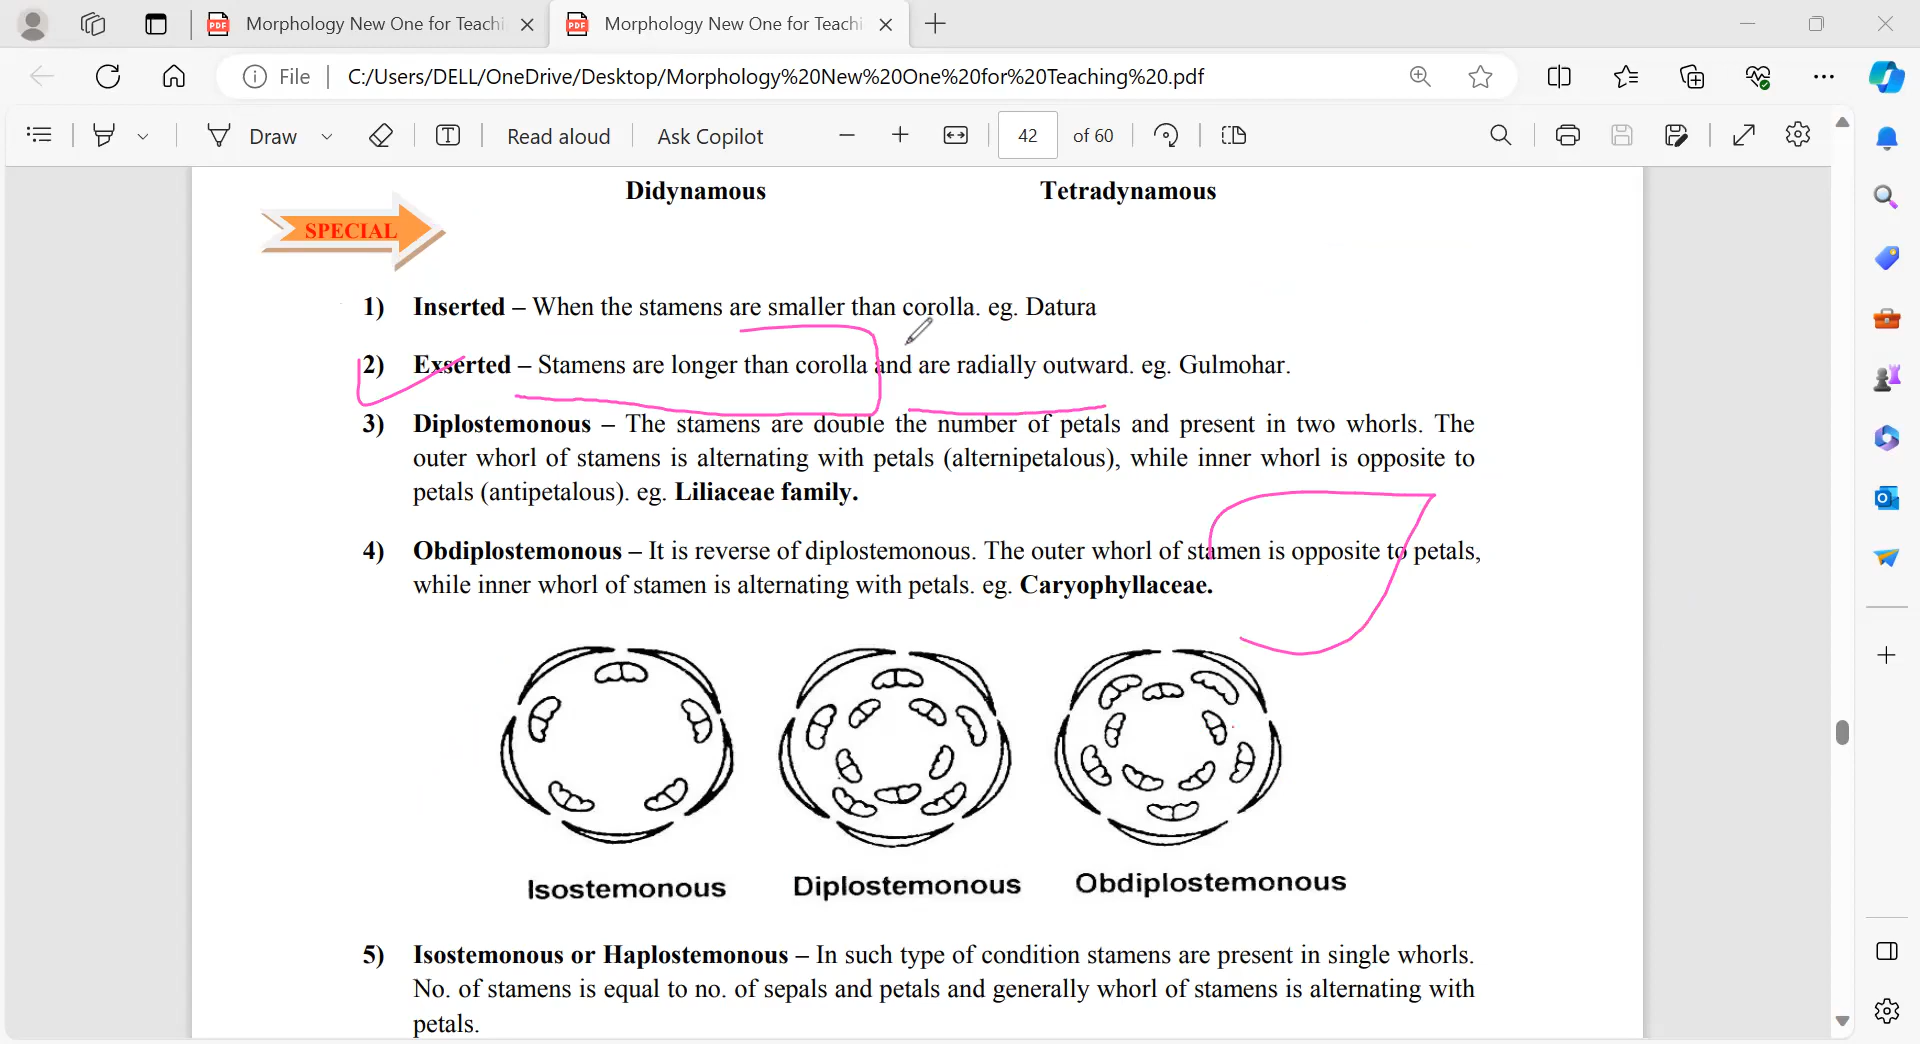 Morphology New One for Teachi
Morphology New One for Teachi
File
C:/Users/DELL/OneDrive/Desktop/Morphology%20New%20One%20for%20Teaching%20.pdf
Draw
Read aloud
Ask Copilot
42
of 60
Didynamous
Tetradynamous
SPECIAL
1) Inserted – When the stamens are smaller than corolla. eg. Datura
2) Exserted – Stamens are longer than corolla and are radially outward. eg. Gulmohar.
3) Diplostemonous – The stamens are double the number of petals and present in two whorls. The
outer whorl of stamens is alternating with petals (alternipetalous), while inner whorl is opposite to
petals (antipetalous). eg. Liliaceae family.
4) Obdiplostemonous – It is reverse of diplostemonous. The outer whorl of stamen is opposite to petals,
while inner whorl of stamen is alternating with petals. eg. Caryophyllaceae.
Isostemonous
Diplostemonous
Obdiplostemonous
5) Isostemonous or Haplostemonous – In such type of condition stamens are present in single whorls.
No. of stamens is equal to no. of sepals and petals and generally whorl of stamens is alternating with
petals.